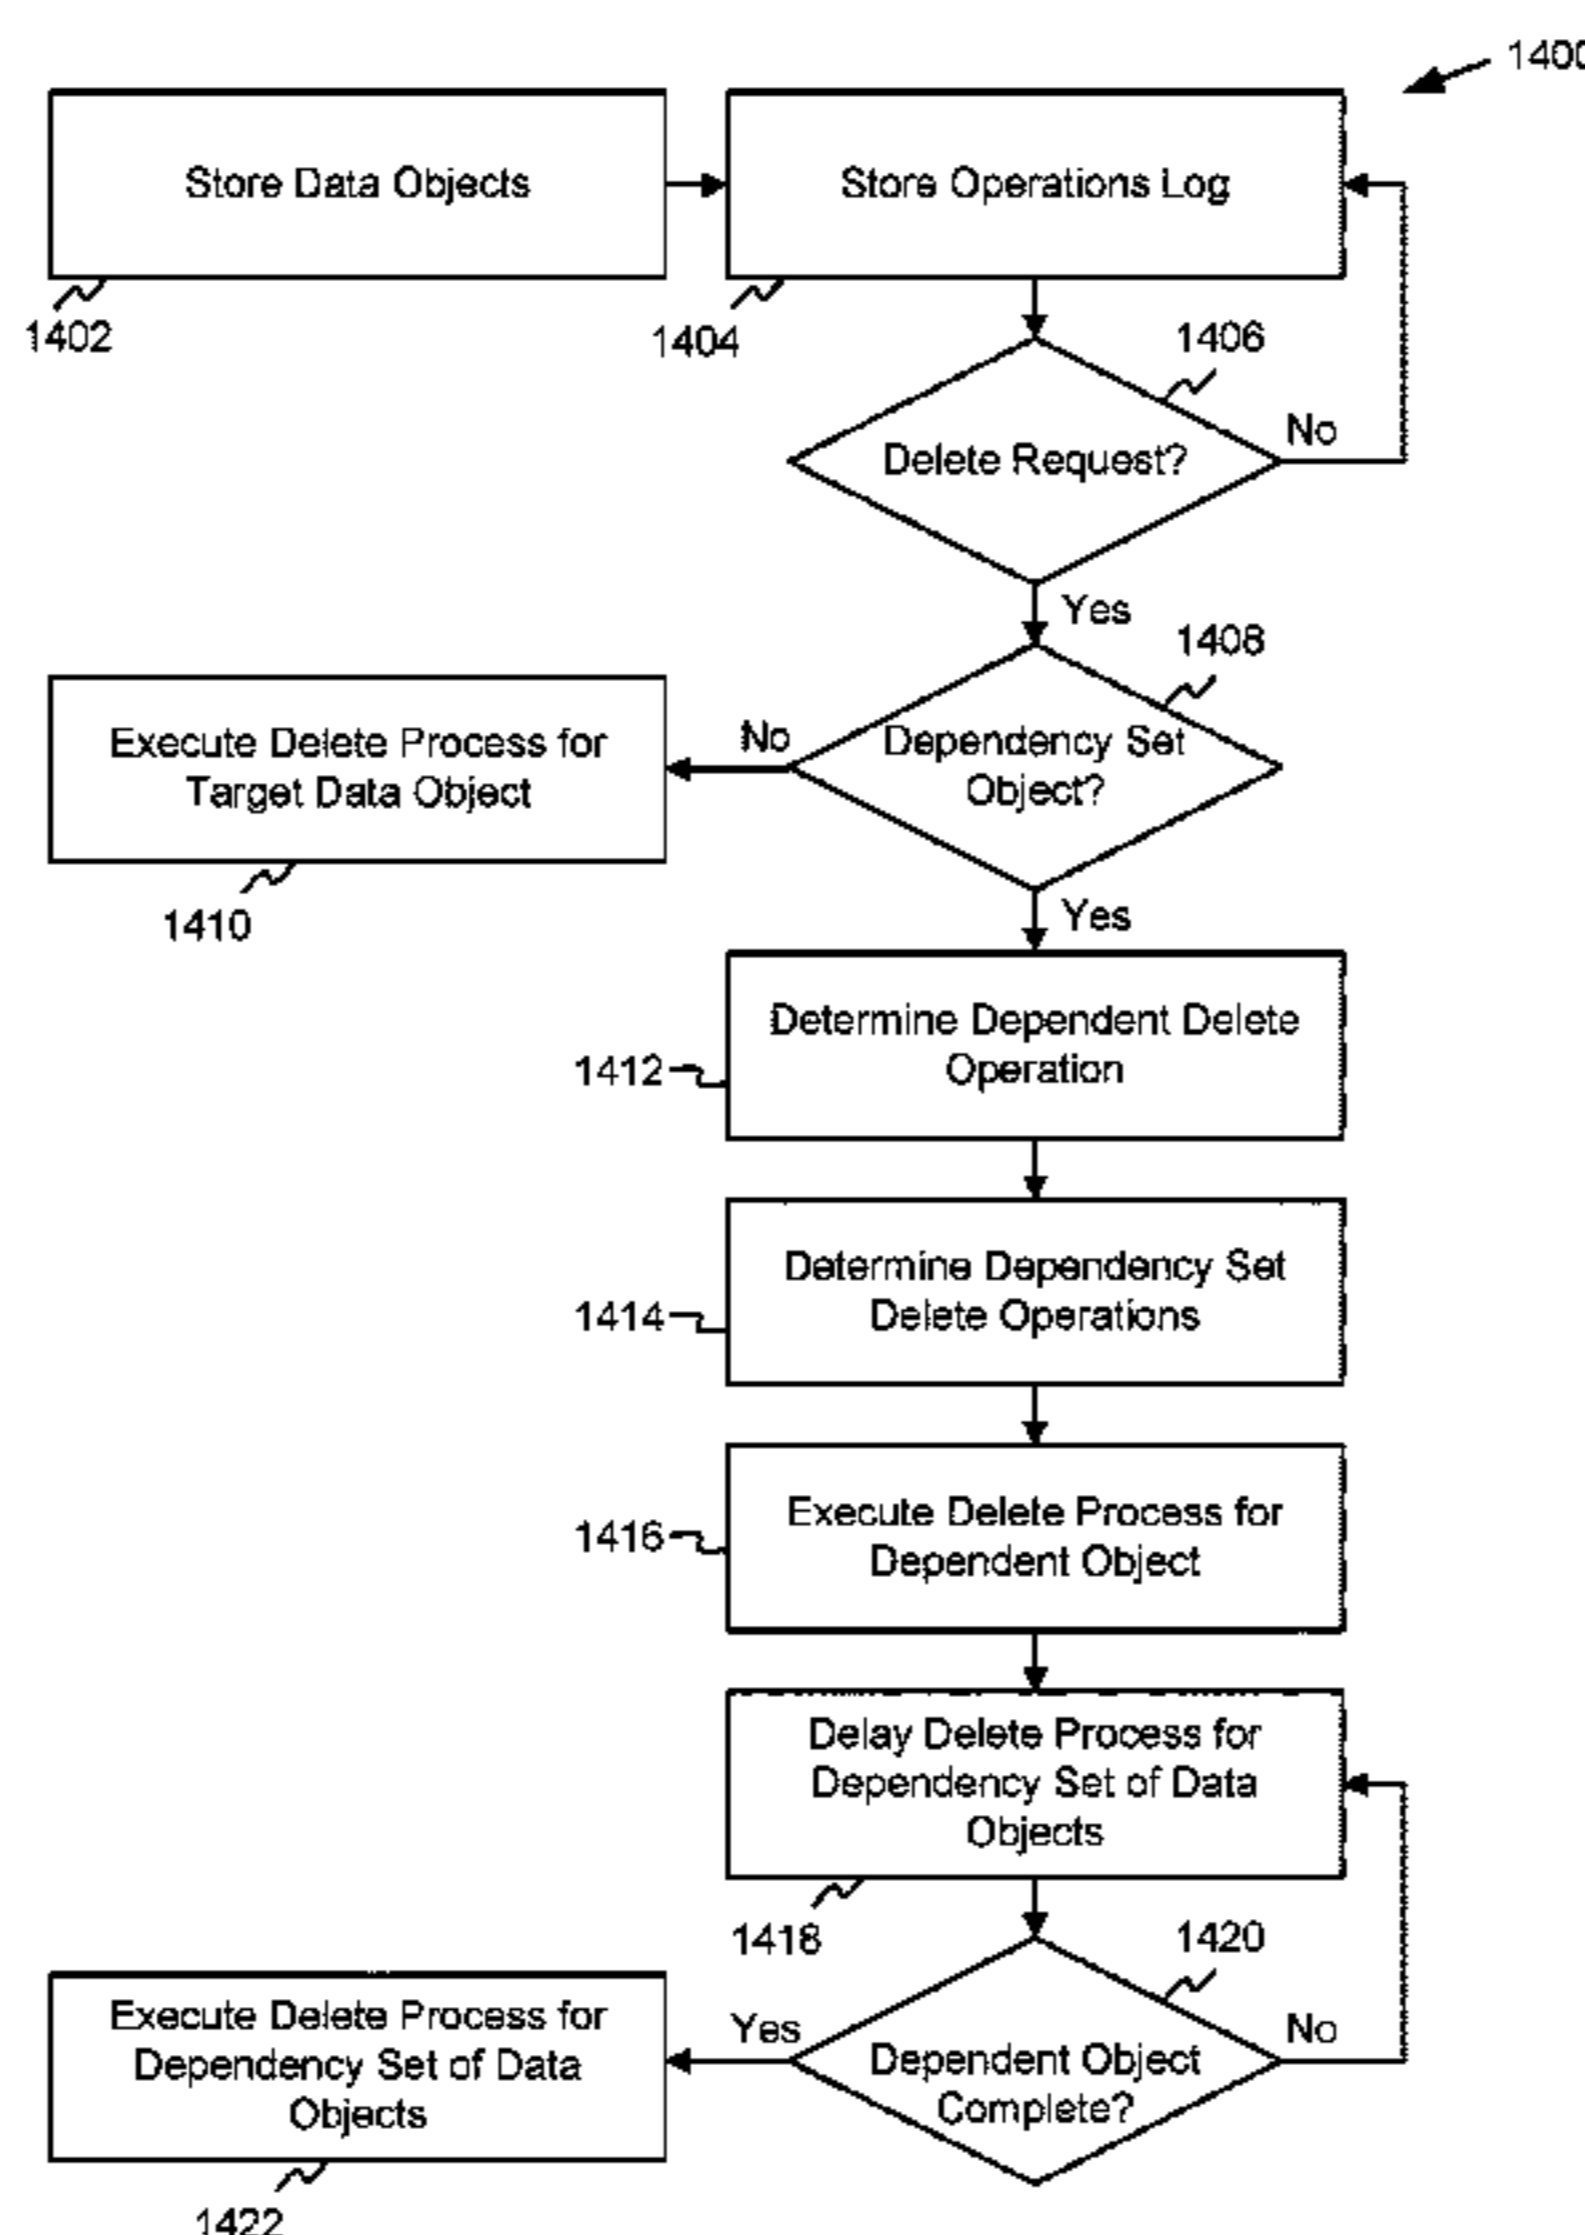 1400
Store Data Objects
Store Operations Log
1402
1404
1406
Delete Request?
No
Yes
1408
Execute Delete Process for
Target Data Object
No
Dependency Set
Object?
1410
Yes
Determine Dependent Delete
Operation
1412
Determine Dependency Set
Delete Operations
1414
Execute Delete Process for
Dependent Object
1416
Delay Delete Process for
Dependency Set of Data
Objects
1418
1420
Execute Delete Process for
Dependency Set of Data
Objects
Yes
Dependent Object
Complete?
No
1422